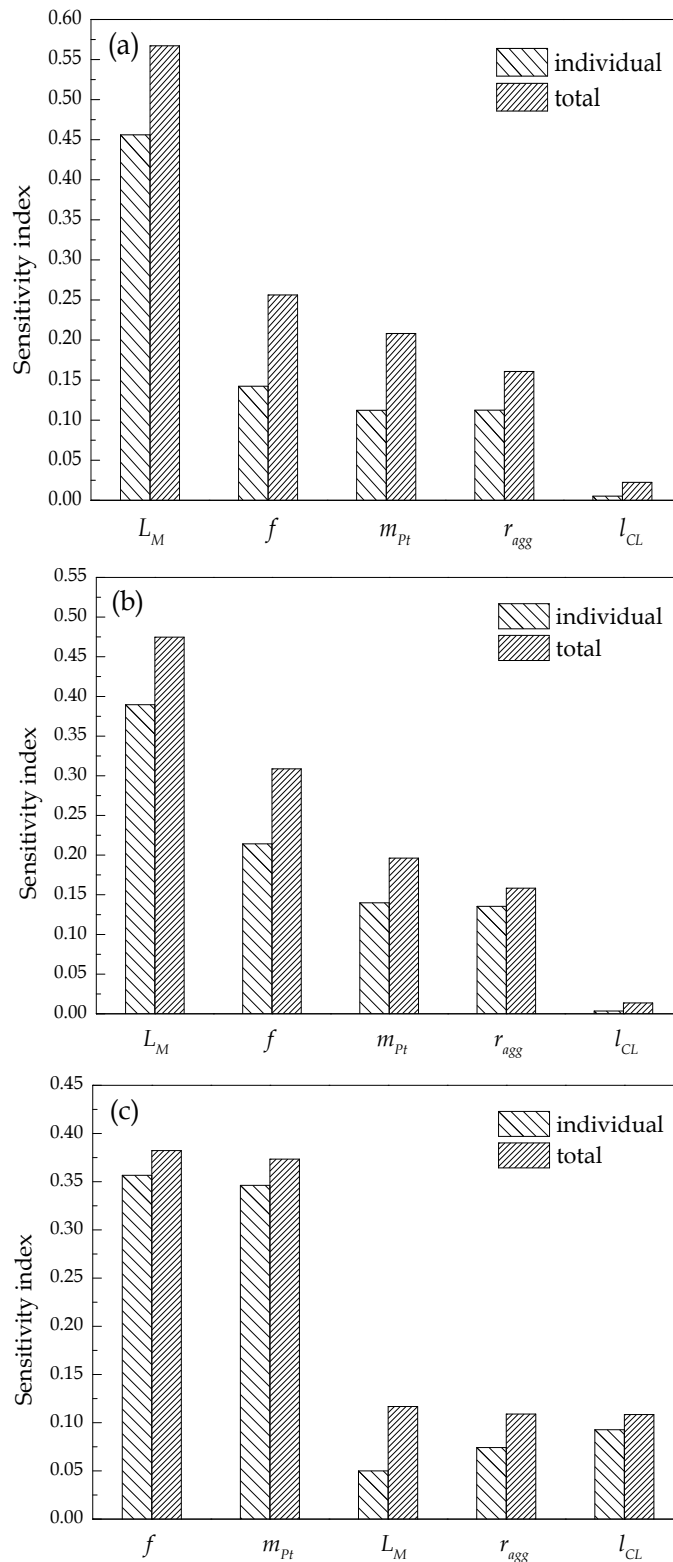 (a)
individual
total
Sensitivity index
0.60
0.55
0.50
0.45
0.40
0.35
0.30
0.25
0.20
0.15
0.10
0.05
0.00
L_M f m_Pt r_agg l_CL
(b)
individual
total
Sensitivity index
0.55
0.50
0.45
0.40
0.35
0.30
0.25
0.20
0.15
0.10
0.05
0.00
L_M f m_Pt r_agg l_CL
(c)
individual
total
Sensitivity index
0.45
0.40
0.35
0.30
0.25
0.20
0.15
0.10
0.05
0.00
f m_Pt L_M r_agg l_CL